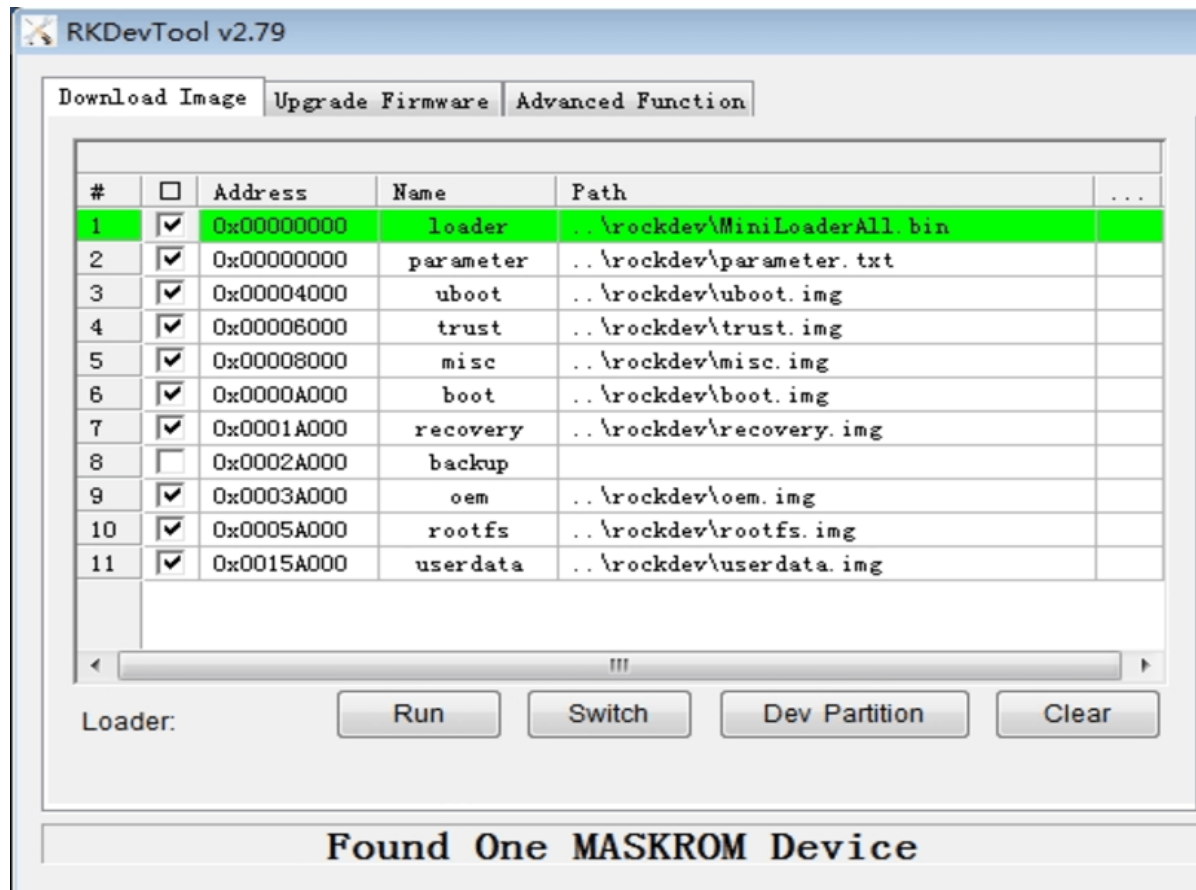 RKDevTool v2.79
Download Image Upgrade Firmware Advanced Function
# Address Name Path ...
1 0x00000000 loader ..\rockdev\MiniLoaderAll.bin
2 0x00000000 parameter ..\rockdev\parameter.txt
3 0x00004000 uboot ..\rockdev\uboot.img
4 0x00006000 trust ..\rockdev\trust.img
5 0x00008000 misc ..\rockdev\misc.img
6 0x0000A000 boot ..\rockdev\boot.img
7 0x0001A000 recovery ..\rockdev\recovery.img
8 0x0002A000 backup
9 0x0003A000 oem ..\rockdev\oem.img
10 0x0005A000 rootfs ..\rockdev\rootfs.img
11 0x0015A000 userdata ..\rockdev\userdata.img
Loader: Run Switch Dev Partition Clear
Found One MASKROM Device